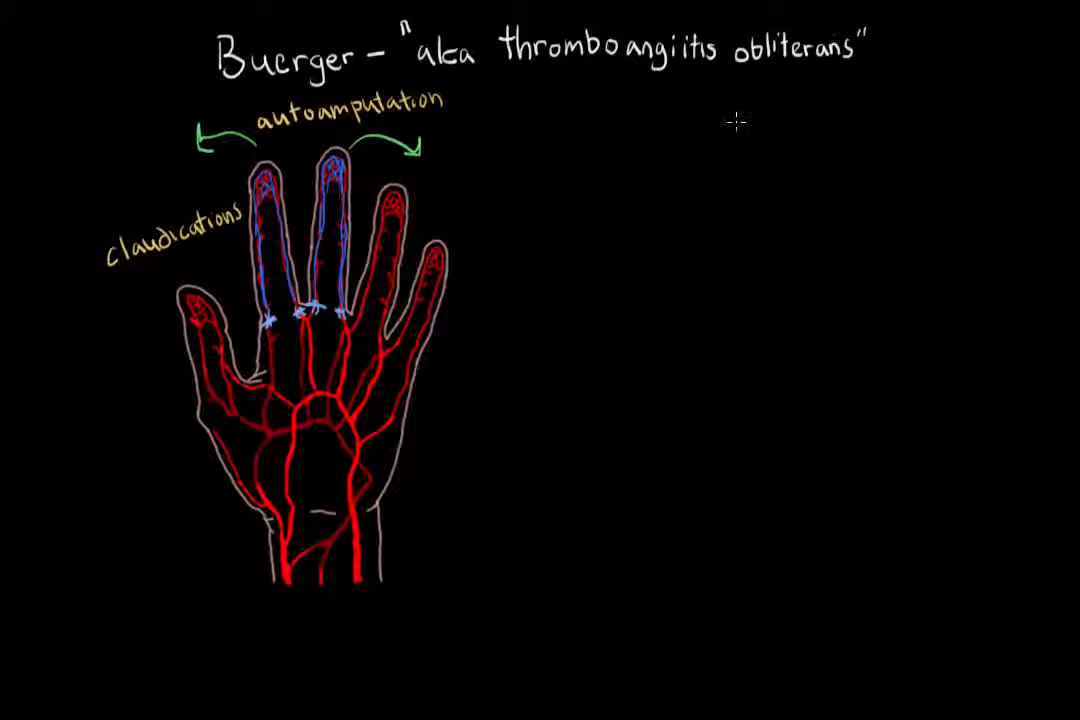 Buerger - "aka thromboangiitis obliterans"
autoamputation
claudications